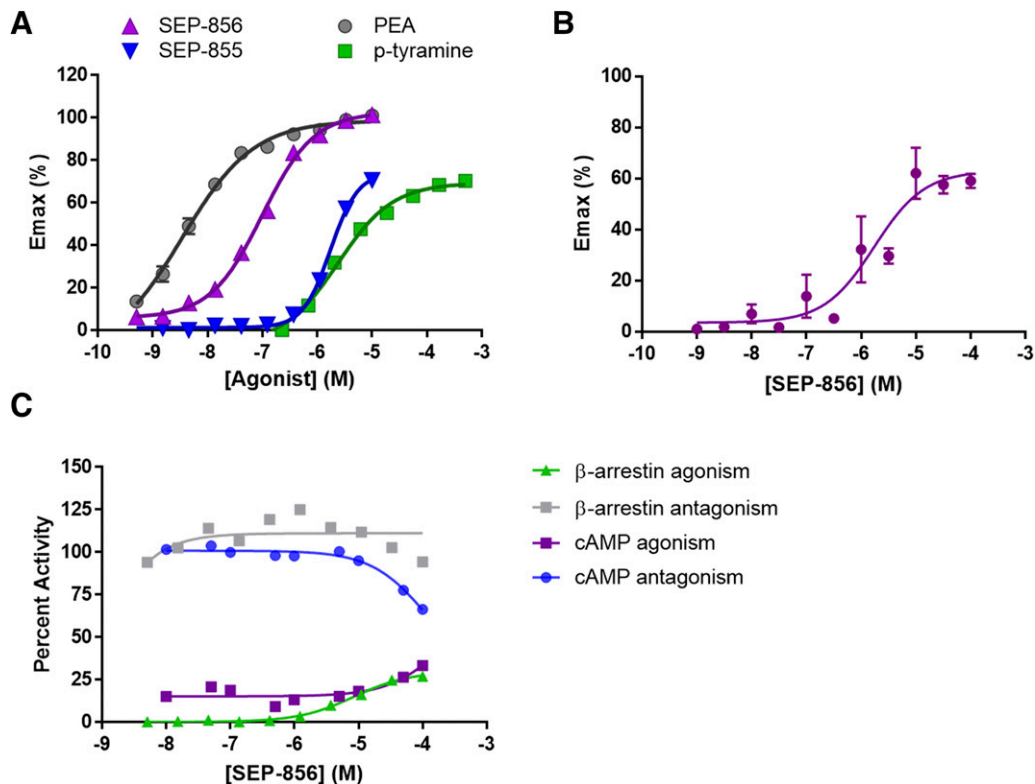 A
SEP-856
PEA
SEP-855
p-tyramine
120
100
80
60
40
20
0
Emax (%)
-10
-9
-8
-7
-6
-5
-4
-3
[Agonist] (M)
B
100
80
60
40
20
0
Emax (%)
-10
-9
-8
-7
-6
-5
-4
-3
[SEP-856] (M)
C
150
125
100
75
50
25
0
Percent Activity
-9
-8
-7
-6
-5
-4
-3
[SEP-856] (M)
β-arrestin agonism
β-arrestin antagonism
cAMP agonism
cAMP antagonism